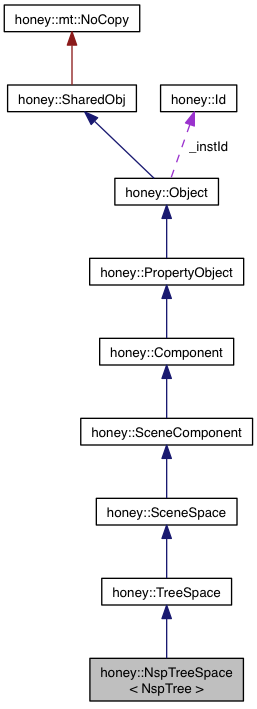 honey::mt::NoCopy
honey::SharedObj
honey::Id
_instId
honey::Object
honey::PropertyObject
honey::Component
honey::SceneComponent
honey::SceneSpace
honey::TreeSpace
honey::NspTreeSpace
< NspTree >